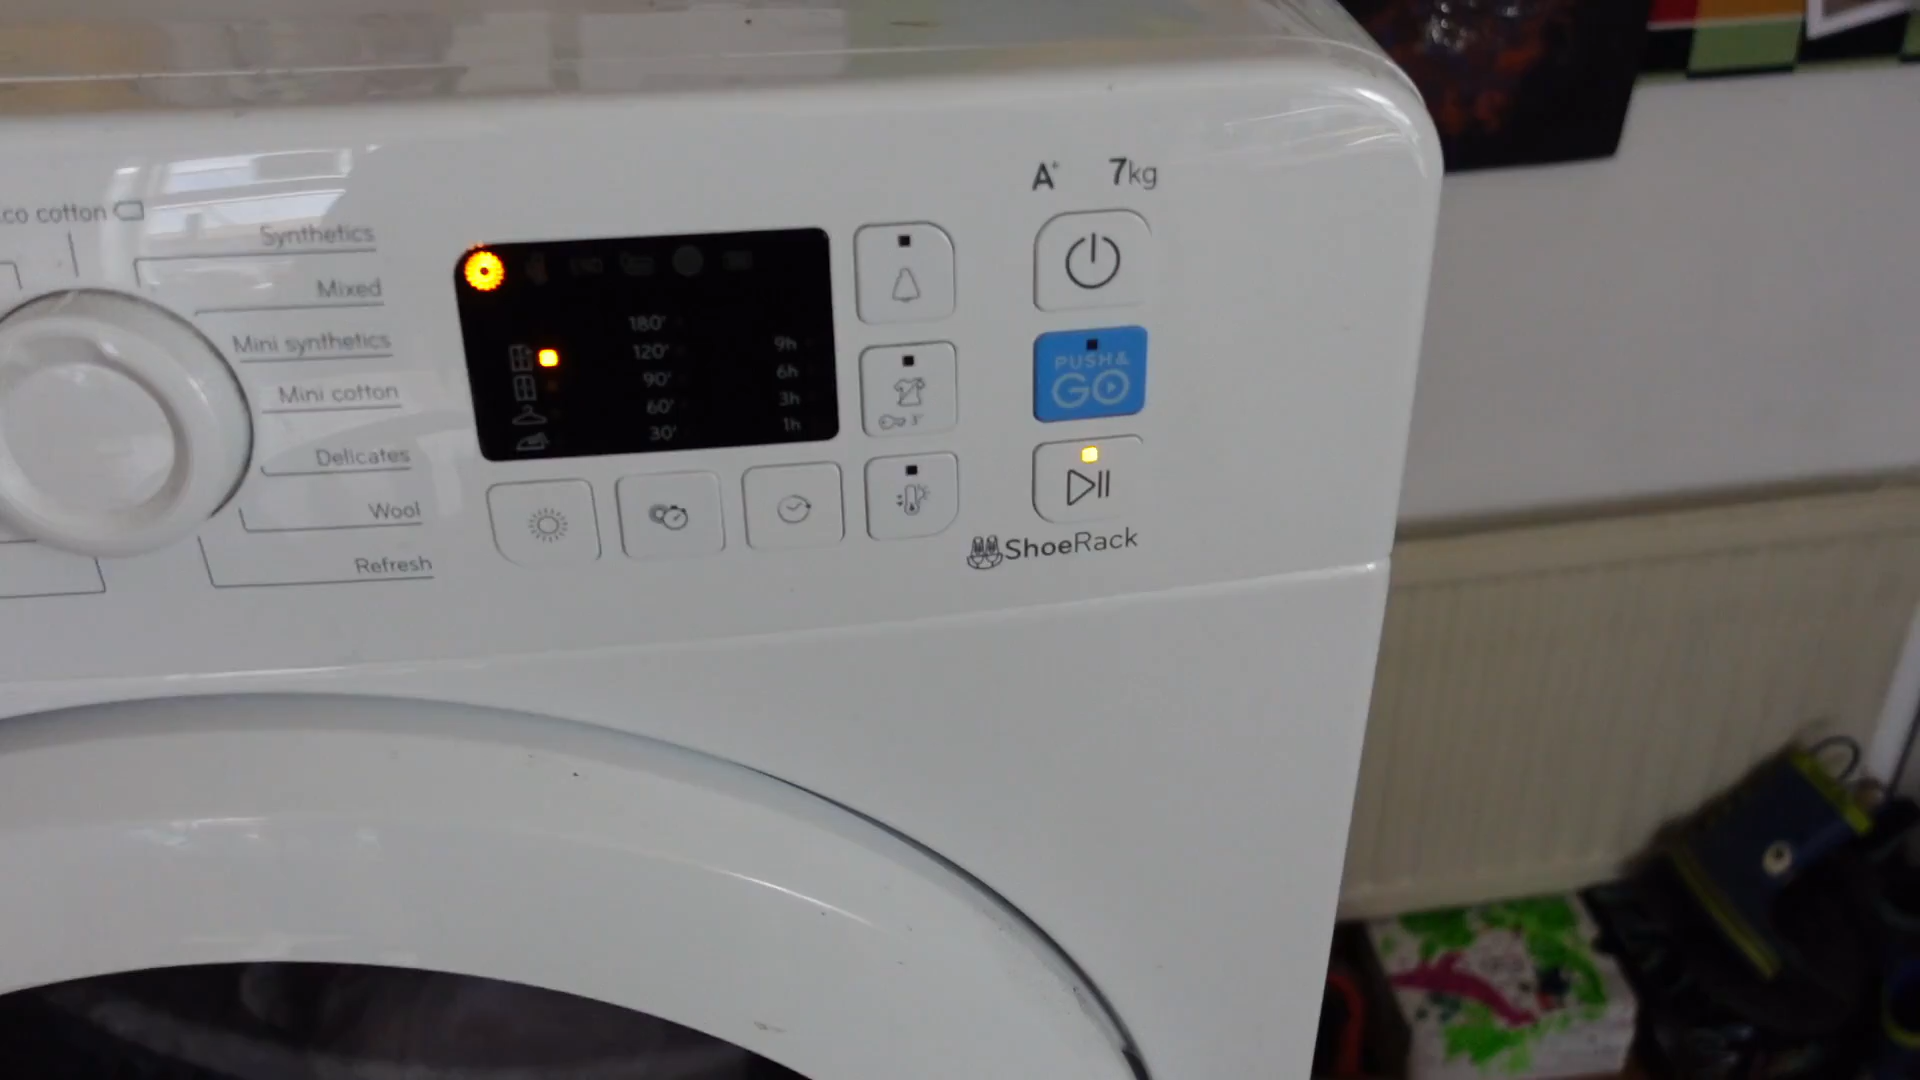 co cotton
Synthetics
Mixed
Mini synthetics
Mini cotton
Delicates
Wool
Refresh
180'
120'
90'
60'
30'
9h
6h
3h
1h
3'
A+ 7kg
PUSH&
GO
ShoeRack